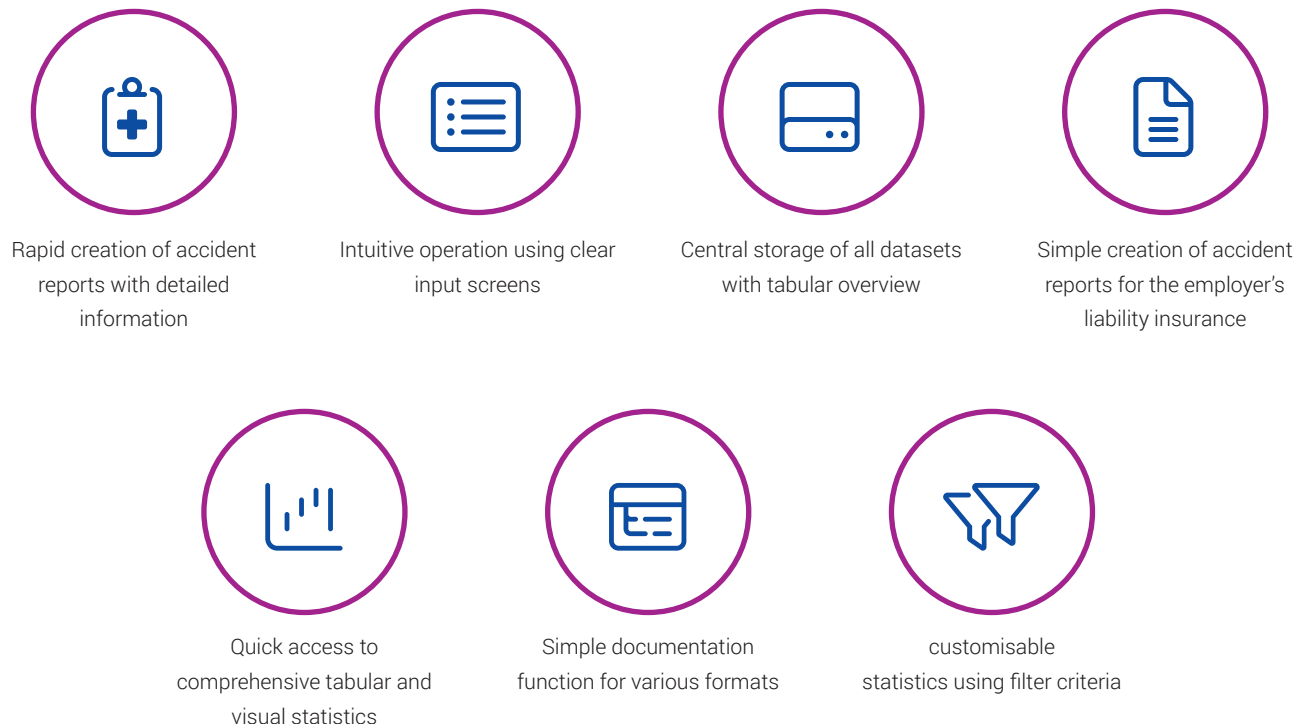 Rapid creation of accident
reports with detailed
information
Intuitive operation using clear
input screens
Central storage of all datasets
with tabular overview
Simple creation of accident
reports for the employer’s
liability insurance
Quick access to
comprehensive tabular and
visual statistics
Simple documentation
function for various formats
customisable
statistics using filter criteria